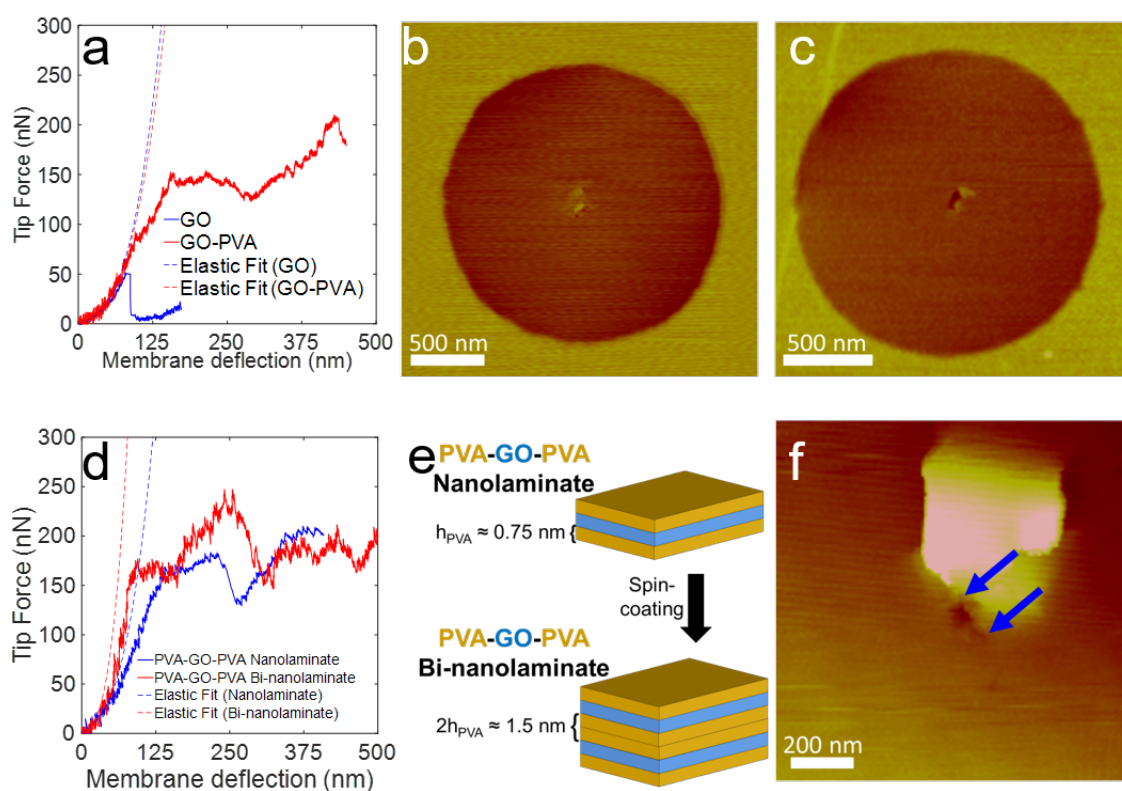 a
300
250
200
150
100
50
0
Tip Force (nN)
GO
GO-PVA
Elastic Fit (GO)
Elastic Fit (GO-PVA)
0 125 250 375 500
Membrane deflection (nm)
b
500 nm
c
500 nm
d
300
250
200
150
100
50
0
Tip Force (nN)
PVA-GO-PVA Nanolaminate
PVA-GO-PVA Bi-nanolaminate
Elastic Fit (Nanolaminate)
Elastic Fit (Bi-nanolaminate)
0 125 250 375 500
Membrane deflection (nm)
e
PVA-GO-PVA
Nanolaminate
hPVA ≈ 0.75 nm
Spin-
coating
PVA-GO-PVA
Bi-nanolaminate
2hPVA ≈ 1.5 nm
f
200 nm